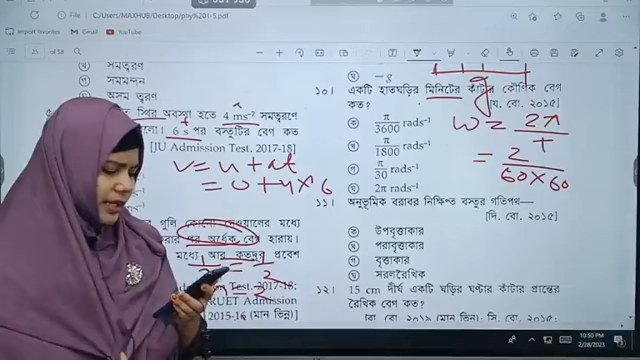 File
C:/Users/MAXHUB/Desktop/phy%201-5.pdf
Import favorites
Gmail
YouTube
25
of 58
সমত্বরণ
সমমন্দন
অসম ত্বরণ
স্থির অবস্থা হতে 4 ms⁻² সমত্বরণে
6 s পর বস্তুটির বেগ কত
[JU Admission Test. 2017-18]
v = u + at
= 0 + 4 × 6
গুলি কোনো দেওয়ালের মধ্যে
পর অর্ধেক বেগ হারায়।
মধ্যে আর কতদূর প্রবেশ
Test. 2017-18;
RUET Admission
2015-16 (মান ভিন্ন)]
ঘ -g
g
১০। একটি হাতঘড়ির মিনিটের কাঁটার কৌণিক বেগ
কত? [য. বো. ২০১৫]
ক π/3600 rads⁻¹
খ π/1800 rads⁻¹
গ π/30 rads⁻¹
ঘ 2π rads⁻¹
ω = 2π/T
= 2/60×60
১১। অনুভূমিক বরাবর নিক্ষিপ্ত বস্তুর গতিপথ—
[দি. বো. ২০১৫]
ক উপবৃত্তাকার
খ পরাবৃত্তাকার
গ বৃত্তাকার
ঘ সরলরৈখিক
১২। 15 cm দীর্ঘ একটি ঘড়ির ঘণ্টার কাঁটার প্রান্তের
রৈখিক বেগ কত?
10:50 PM
2/28/2023